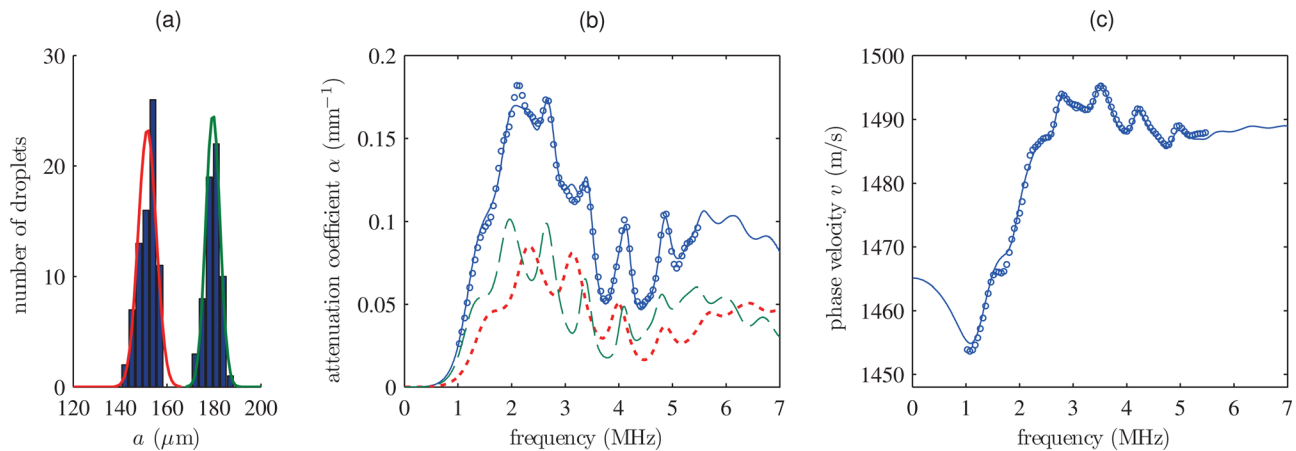 (a)
30
20
10
0
120 140 160 180 200
number of droplets
a (μm)
(b)
0.2
0.15
0.1
0.05
0
0 1 2 3 4 5 6 7
attenuation coefficient α (mm⁻¹)
frequency (MHz)
(c)
1500
1490
1480
1470
1460
1450
0 1 2 3 4 5 6 7
phase velocity v (m/s)
frequency (MHz)